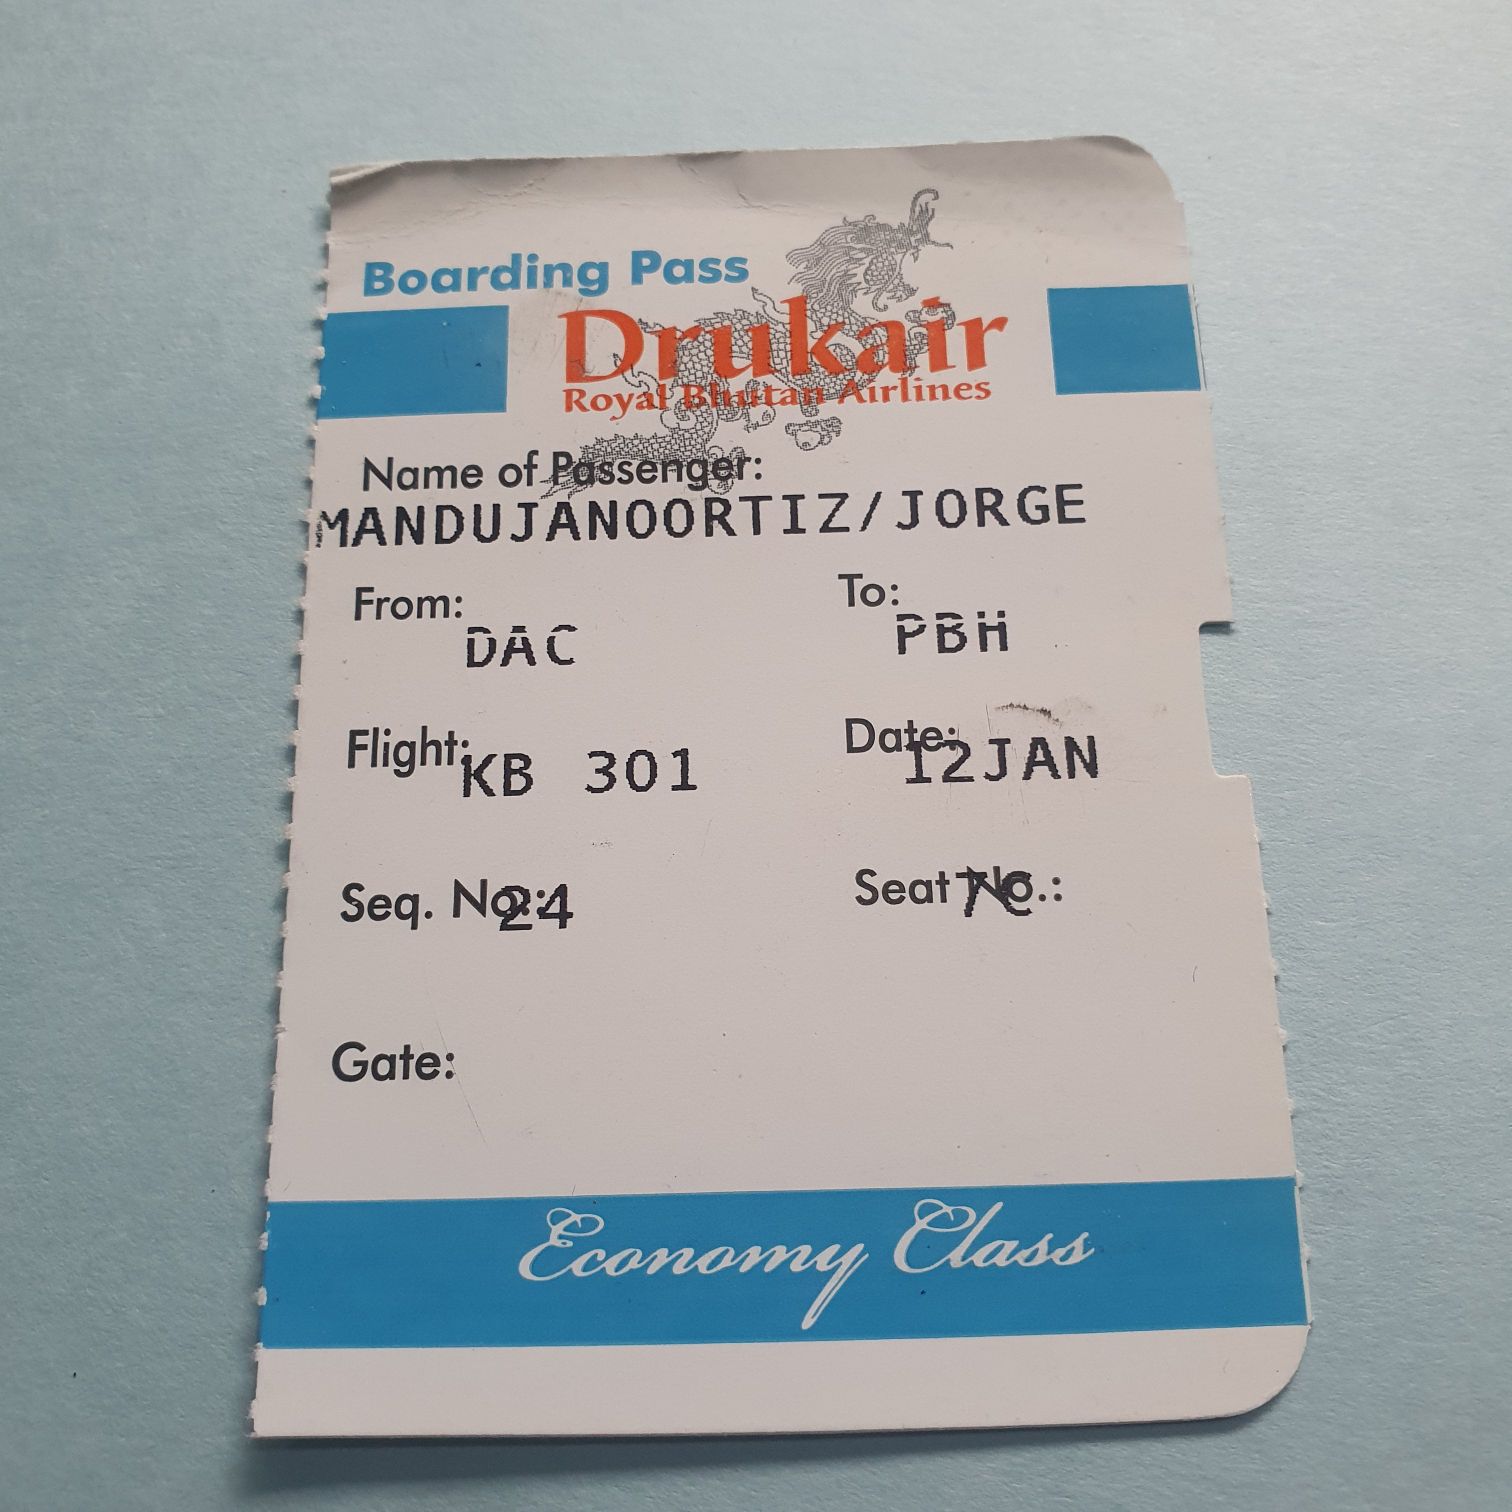 Boarding Pass
Drukair
Royal Bhutan Airlines
Name of Passenger:
MANDUJANOORTIZ/JORGE
From: To:
DAC PBH
Flight: KB 301 Date: 12JAN
Seq. No.: 24 Seat No.: 7C
Gate:
Economy Class